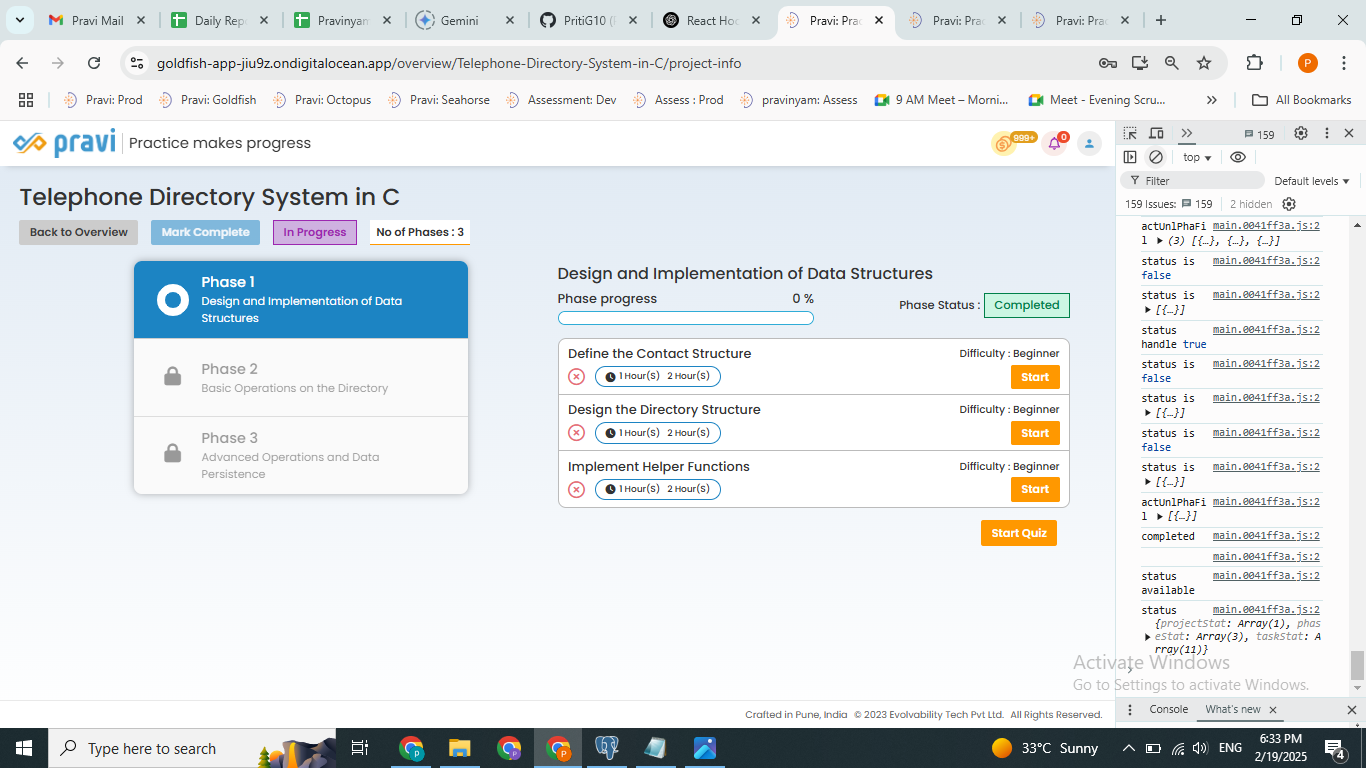 Pravi Mail
Daily Rep
Pravinyam
Gemini
PritiG10 (
React Hoo
Pravi: Prac
Pravi: Prac
Pravi: Prac
goldfish-app-jiu9z.ondigitalocean.app/overview/Telephone-Directory-System-in-C/project-info
P
Pravi: Prod
Pravi: Goldfish
Pravi: Octopus
Pravi: Seahorse
Assessment: Dev
Assess : Prod
pravinyam: Assess
9 AM Meet – Morni...
Meet - Evening Scru...
All Bookmarks
pravi
Practice makes progress
999+
0
159
top
Filter
Default levels
159 Issues:
159
2 hidden
Telephone Directory System in C
Back to Overview
Mark Complete
In Progress
No of Phases : 3
Phase 1
Design and Implementation of Data
Structures
Phase 2
Basic Operations on the Directory
Phase 3
Advanced Operations and Data
Persistence
Design and Implementation of Data Structures
Phase progress 0 %
Phase Status : Completed
Define the Contact Structure
Difficulty : Beginner
1 Hour(S) 2 Hour(S)
Start
Design the Directory Structure
Difficulty : Beginner
1 Hour(S) 2 Hour(S)
Start
Implement Helper Functions
Difficulty : Beginner
1 Hour(S) 2 Hour(S)
Start
Start Quiz
actUnlPhaFi main.0041ff3a.js:2
l (3) [{…}, {…}, {…}]
status is main.0041ff3a.js:2
false
status is main.0041ff3a.js:2
[{…}]
status main.0041ff3a.js:2
handle true
status is main.0041ff3a.js:2
false
status is main.0041ff3a.js:2
[{…}]
status is main.0041ff3a.js:2
false
status is main.0041ff3a.js:2
[{…}]
actUnlPhaFi main.0041ff3a.js:2
l [{…}]
completed main.0041ff3a.js:2
main.0041ff3a.js:2
status main.0041ff3a.js:2
available
status main.0041ff3a.js:2
{projectStat: Array(1), phas
eStat: Array(3), taskStat: A
rray(11)}
Activate Windows
Go to Settings to activate Windows.
Console
What's new
Crafted in Pune, India © 2023 Evolvability Tech Pvt Ltd. All Rights Reserved.
Type here to search
33°C Sunny
ENG
6:33 PM
2/19/2025
4